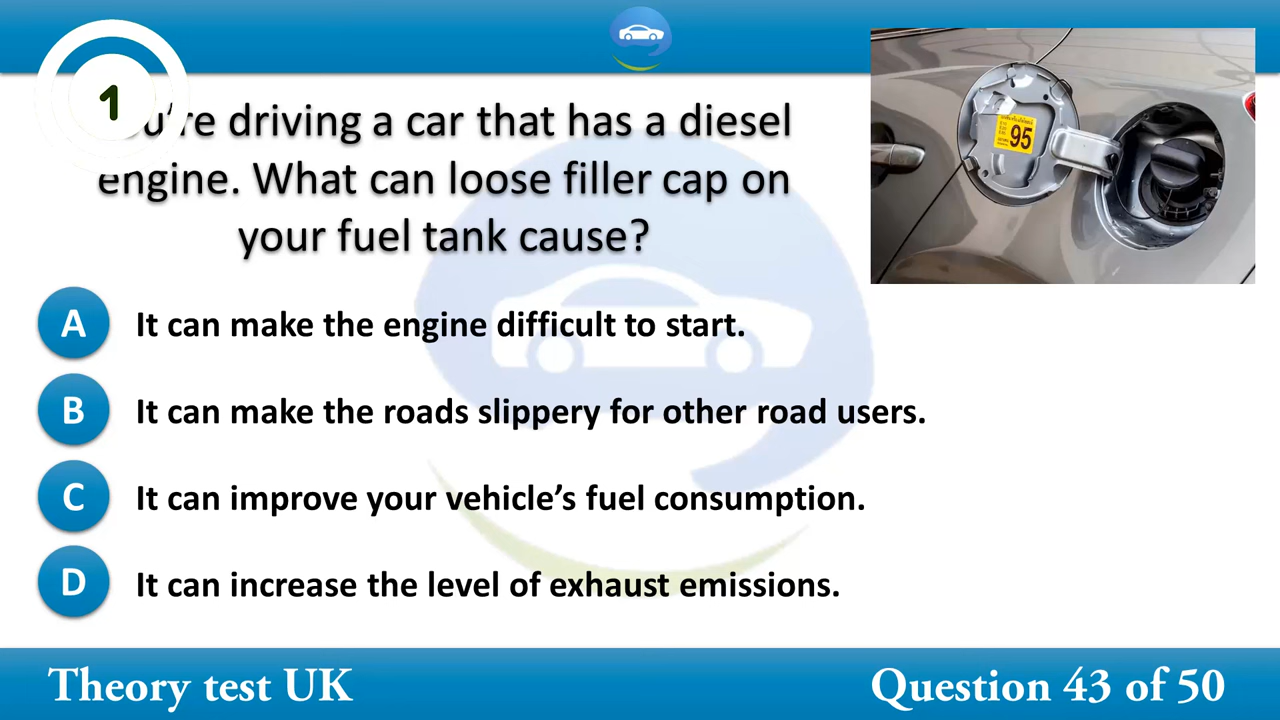 1
're driving a car that has a diesel
engine. What can loose filler cap on
your fuel tank cause?
95
A It can make the engine difficult to start.
B It can make the roads slippery for other road users.
C It can improve your vehicle's fuel consumption.
D It can increase the level of exhaust emissions.
Theory test UK
Question 43 of 50